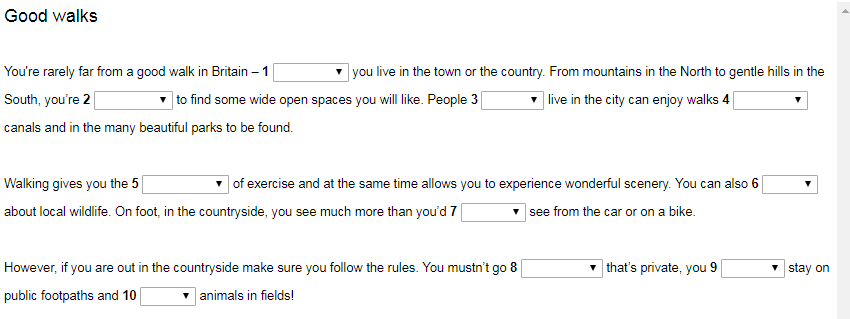 Good walks
You're rarely far from a good walk in Britain – 1 you live in the town or the country. From mountains in the North to gentle hills in the
South, you're 2 to find some wide open spaces you will like. People 3 live in the city can enjoy walks 4
canals and in the many beautiful parks to be found.
Walking gives you the 5 of exercise and at the same time allows you to experience wonderful scenery. You can also 6
about local wildlife. On foot, in the countryside, you see much more than you'd 7 see from the car or on a bike.
However, if you are out in the countryside make sure you follow the rules. You mustn't go 8 that's private, you 9 stay on
public footpaths and 10 animals in fields!